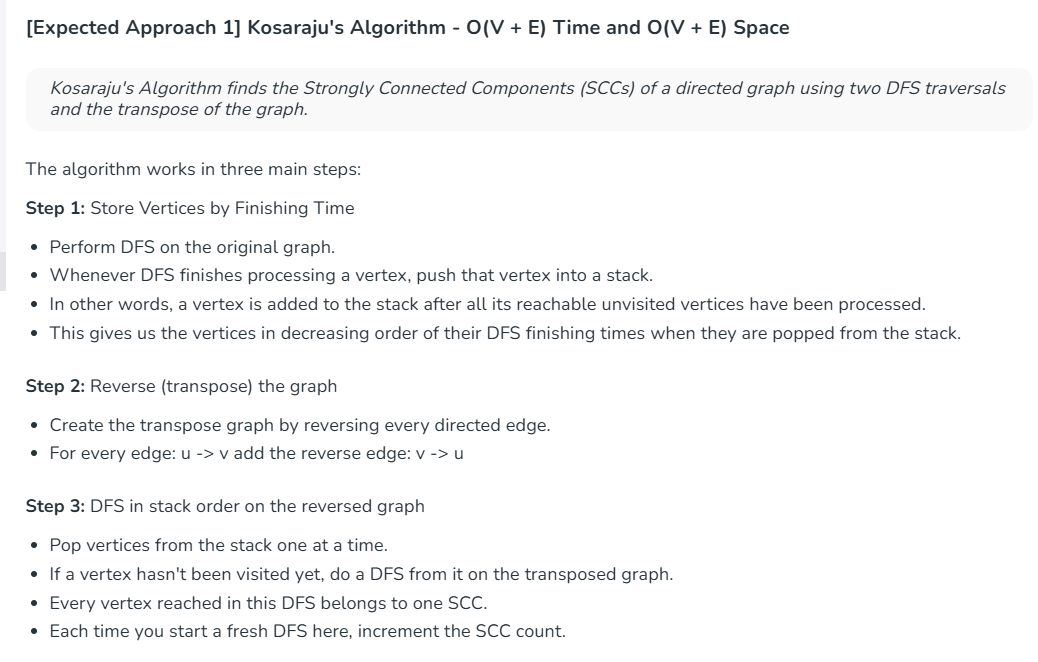 [Expected Approach 1] Kosaraju's Algorithm - O(V + E) Time and O(V + E) Space
Kosaraju's Algorithm finds the Strongly Connected Components (SCCs) of a directed graph using two DFS traversals
and the transpose of the graph.
The algorithm works in three main steps:
Step 1: Store Vertices by Finishing Time
• Perform DFS on the original graph.
• Whenever DFS finishes processing a vertex, push that vertex into a stack.
• In other words, a vertex is added to the stack after all its reachable unvisited vertices have been processed.
• This gives us the vertices in decreasing order of their DFS finishing times when they are popped from the stack.
Step 2: Reverse (transpose) the graph
• Create the transpose graph by reversing every directed edge.
• For every edge: u -> v add the reverse edge: v -> u
Step 3: DFS in stack order on the reversed graph
• Pop vertices from the stack one at a time.
• If a vertex hasn't been visited yet, do a DFS from it on the transposed graph.
• Every vertex reached in this DFS belongs to one SCC.
• Each time you start a fresh DFS here, increment the SCC count.